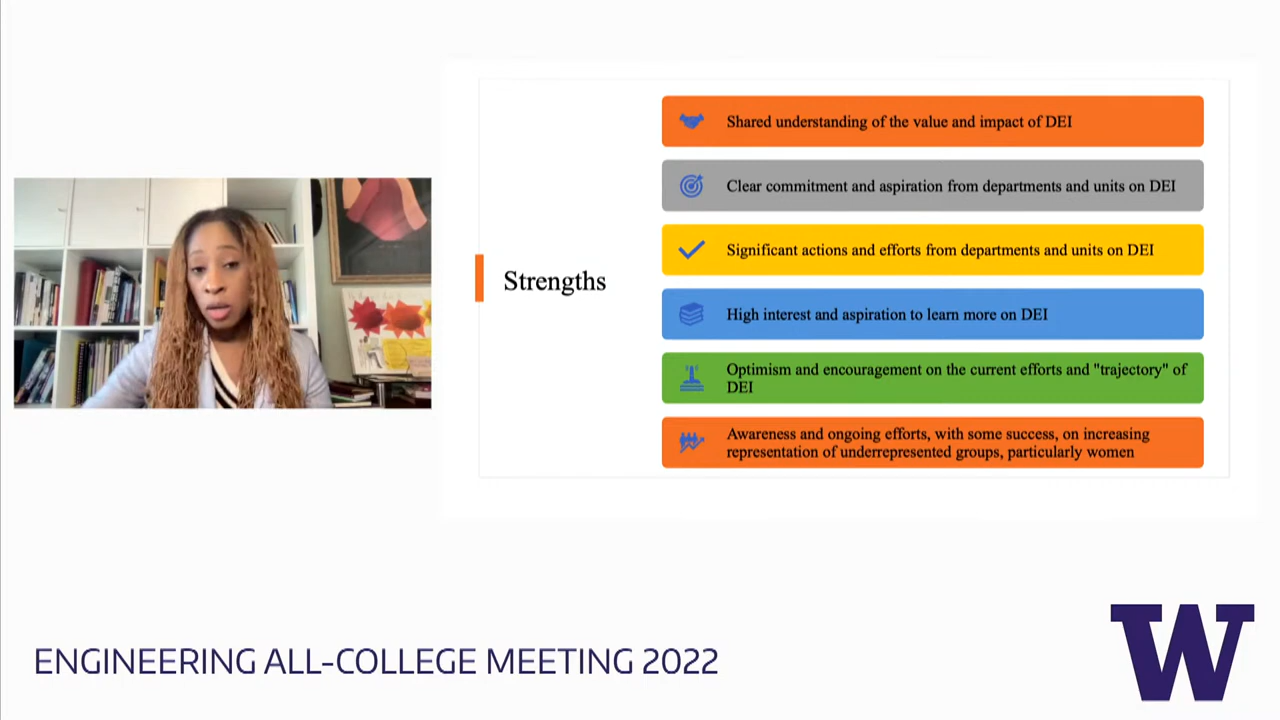 Strengths
Shared understanding of the value and impact of DEI
Clear commitment and aspiration from departments and units on DEI
Significant actions and efforts from departments and units on DEI
High interest and aspiration to learn more on DEI
Optimism and encouragement on the current efforts and "trajectory" of
DEI
Awareness and ongoing efforts, with some success, on increasing
representation of underrepresented groups, particularly women
ENGINEERING ALL-COLLEGE MEETING 2022
W